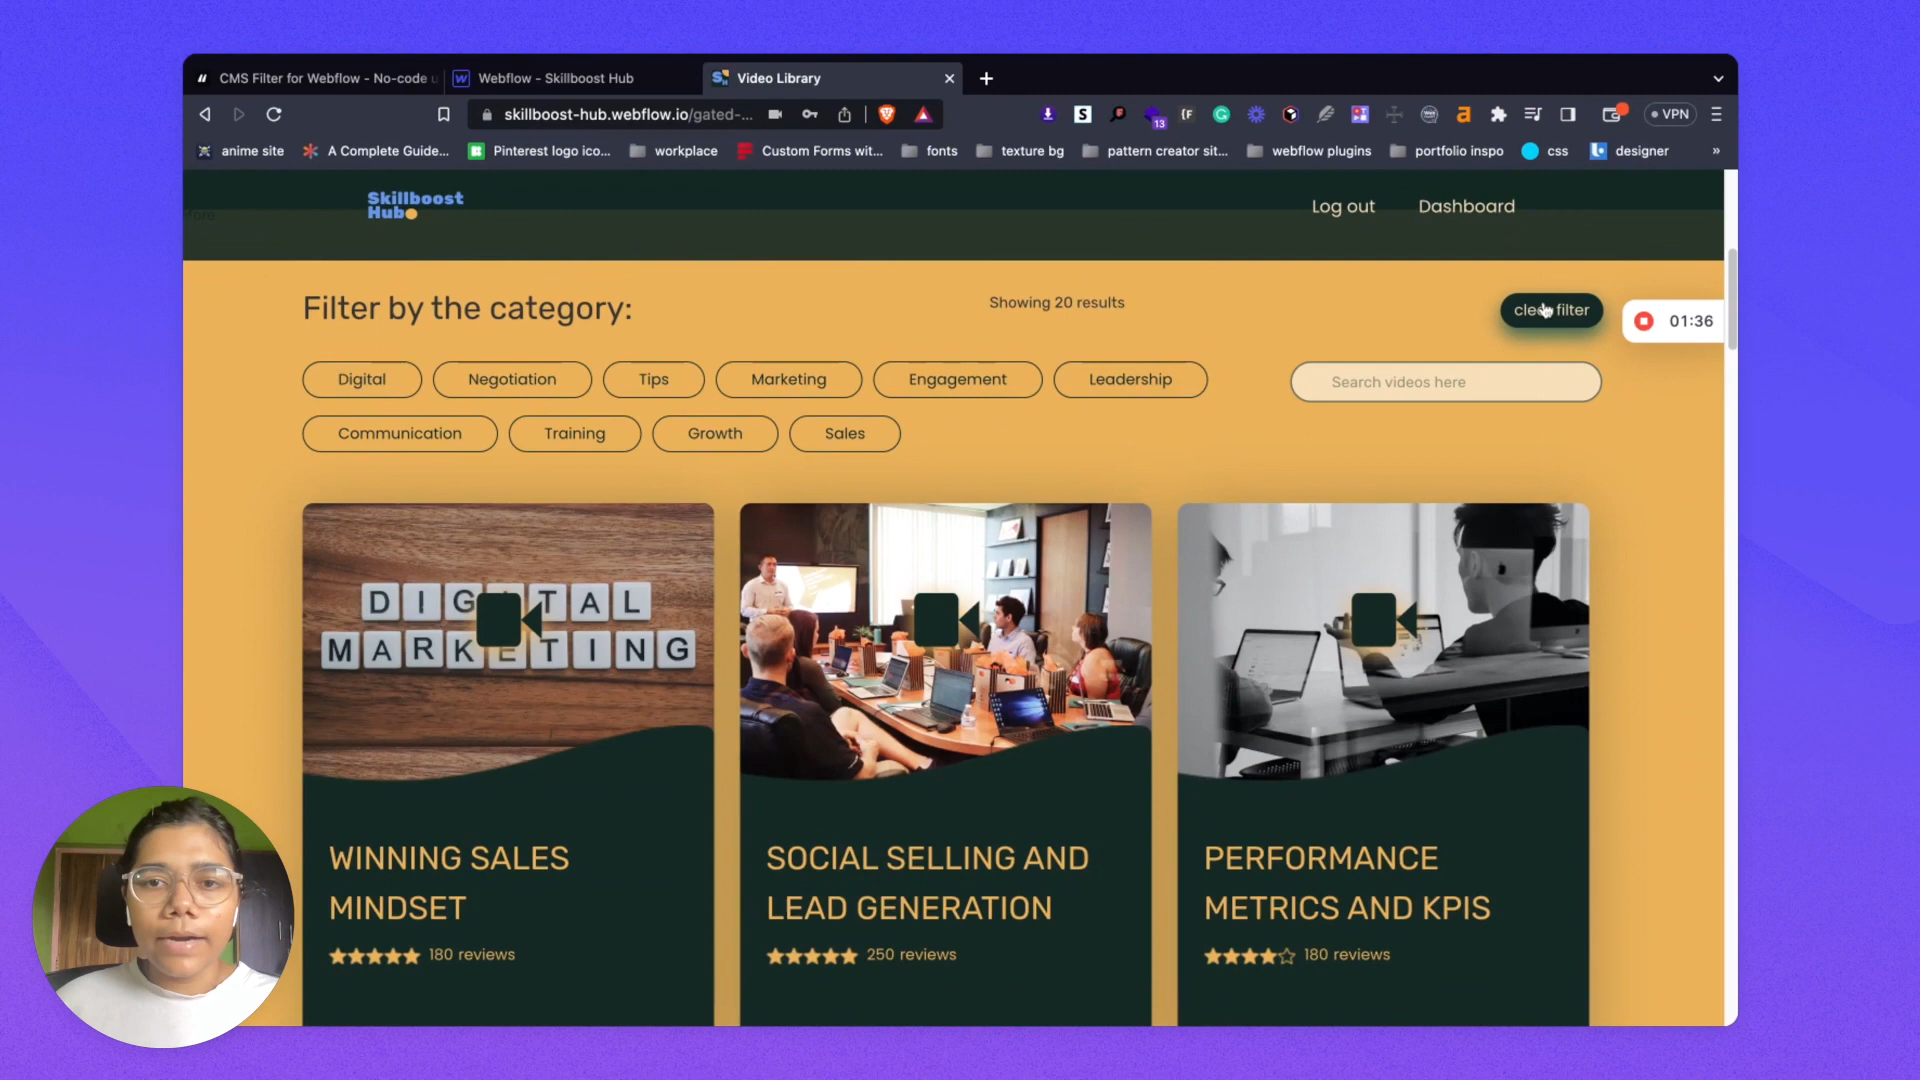 CMS Filter for Webflow - No-code u
Webflow - Skillboost Hub
Video Library
skillboost-hub.webflow.io/gated-...
13
VPN
anime site
A Complete Guide...
Pinterest logo ico...
workplace
Custom Forms wit...
fonts
texture bg
pattern creator sit...
webflow plugins
portfolio inspo
css
designer
»
Skillboost
Hub
Log out
Dashboard
Filter by the category:
Showing 20 results
clear filter
01:36
Digital
Negotiation
Tips
Marketing
Engagement
Leadership
Search videos here
Communication
Training
Growth
Sales
DIGITAL
MARKETING
WINNING SALES
MINDSET
180 reviews
SOCIAL SELLING AND
LEAD GENERATION
250 reviews
PERFORMANCE
METRICS AND KPIS
180 reviews